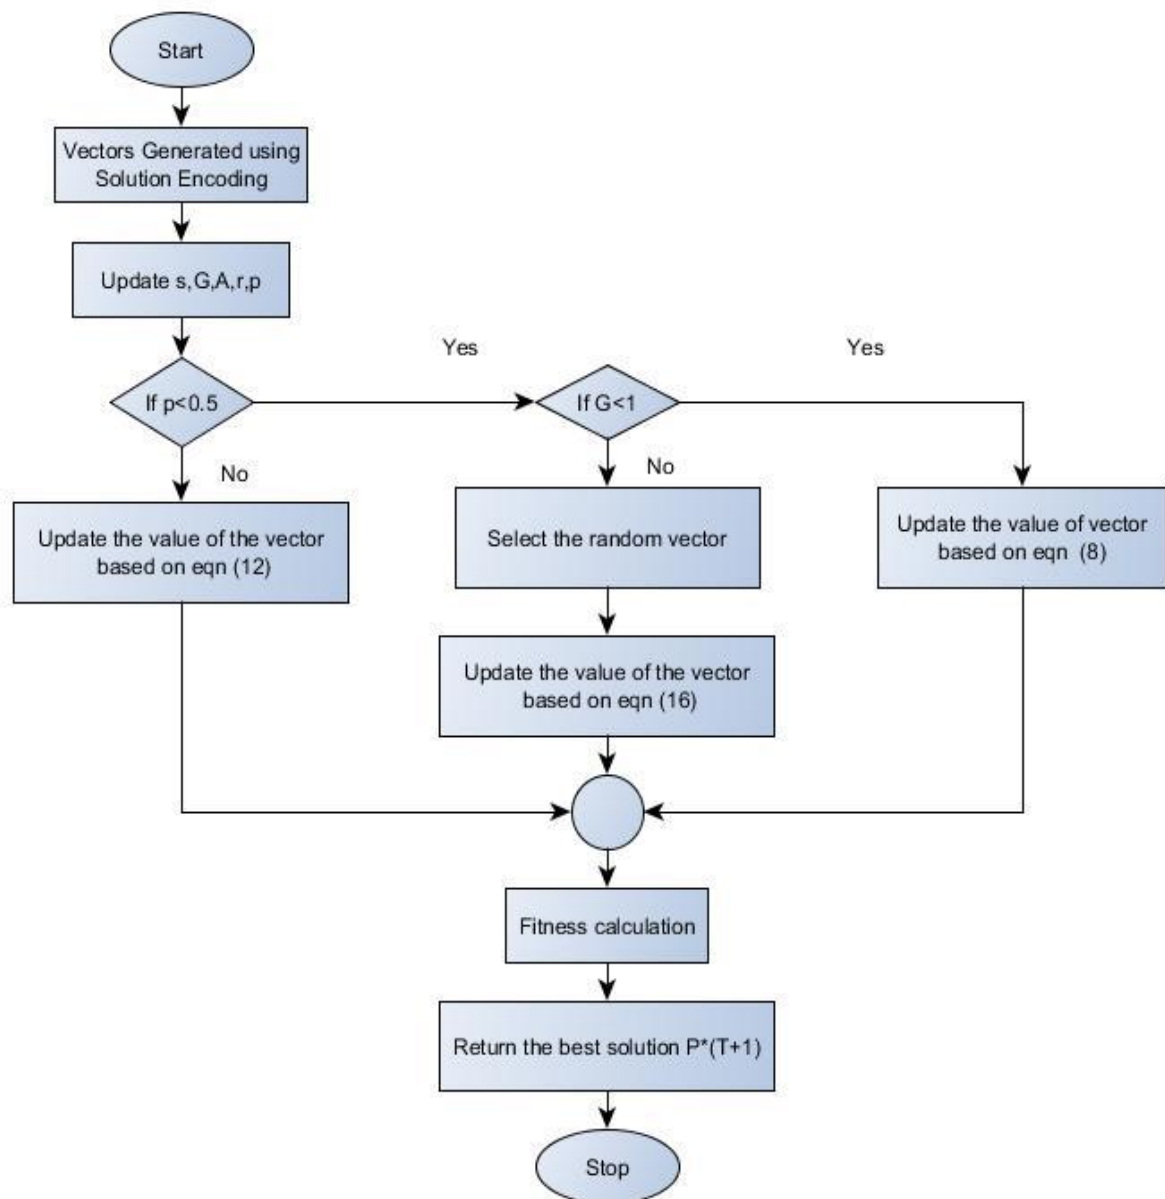 Start
Vectors Generated using
Solution Encoding
Update s,G,A,r,p
Yes
Yes
If p<0.5
If G<1
No
No
Update the value of the vector
based on eqn (12)
Select the random vector
Update the value of vector
based on eqn (8)
Update the value of the vector
based on eqn (16)
Fitness calculation
Return the best solution P*(T+1)
Stop